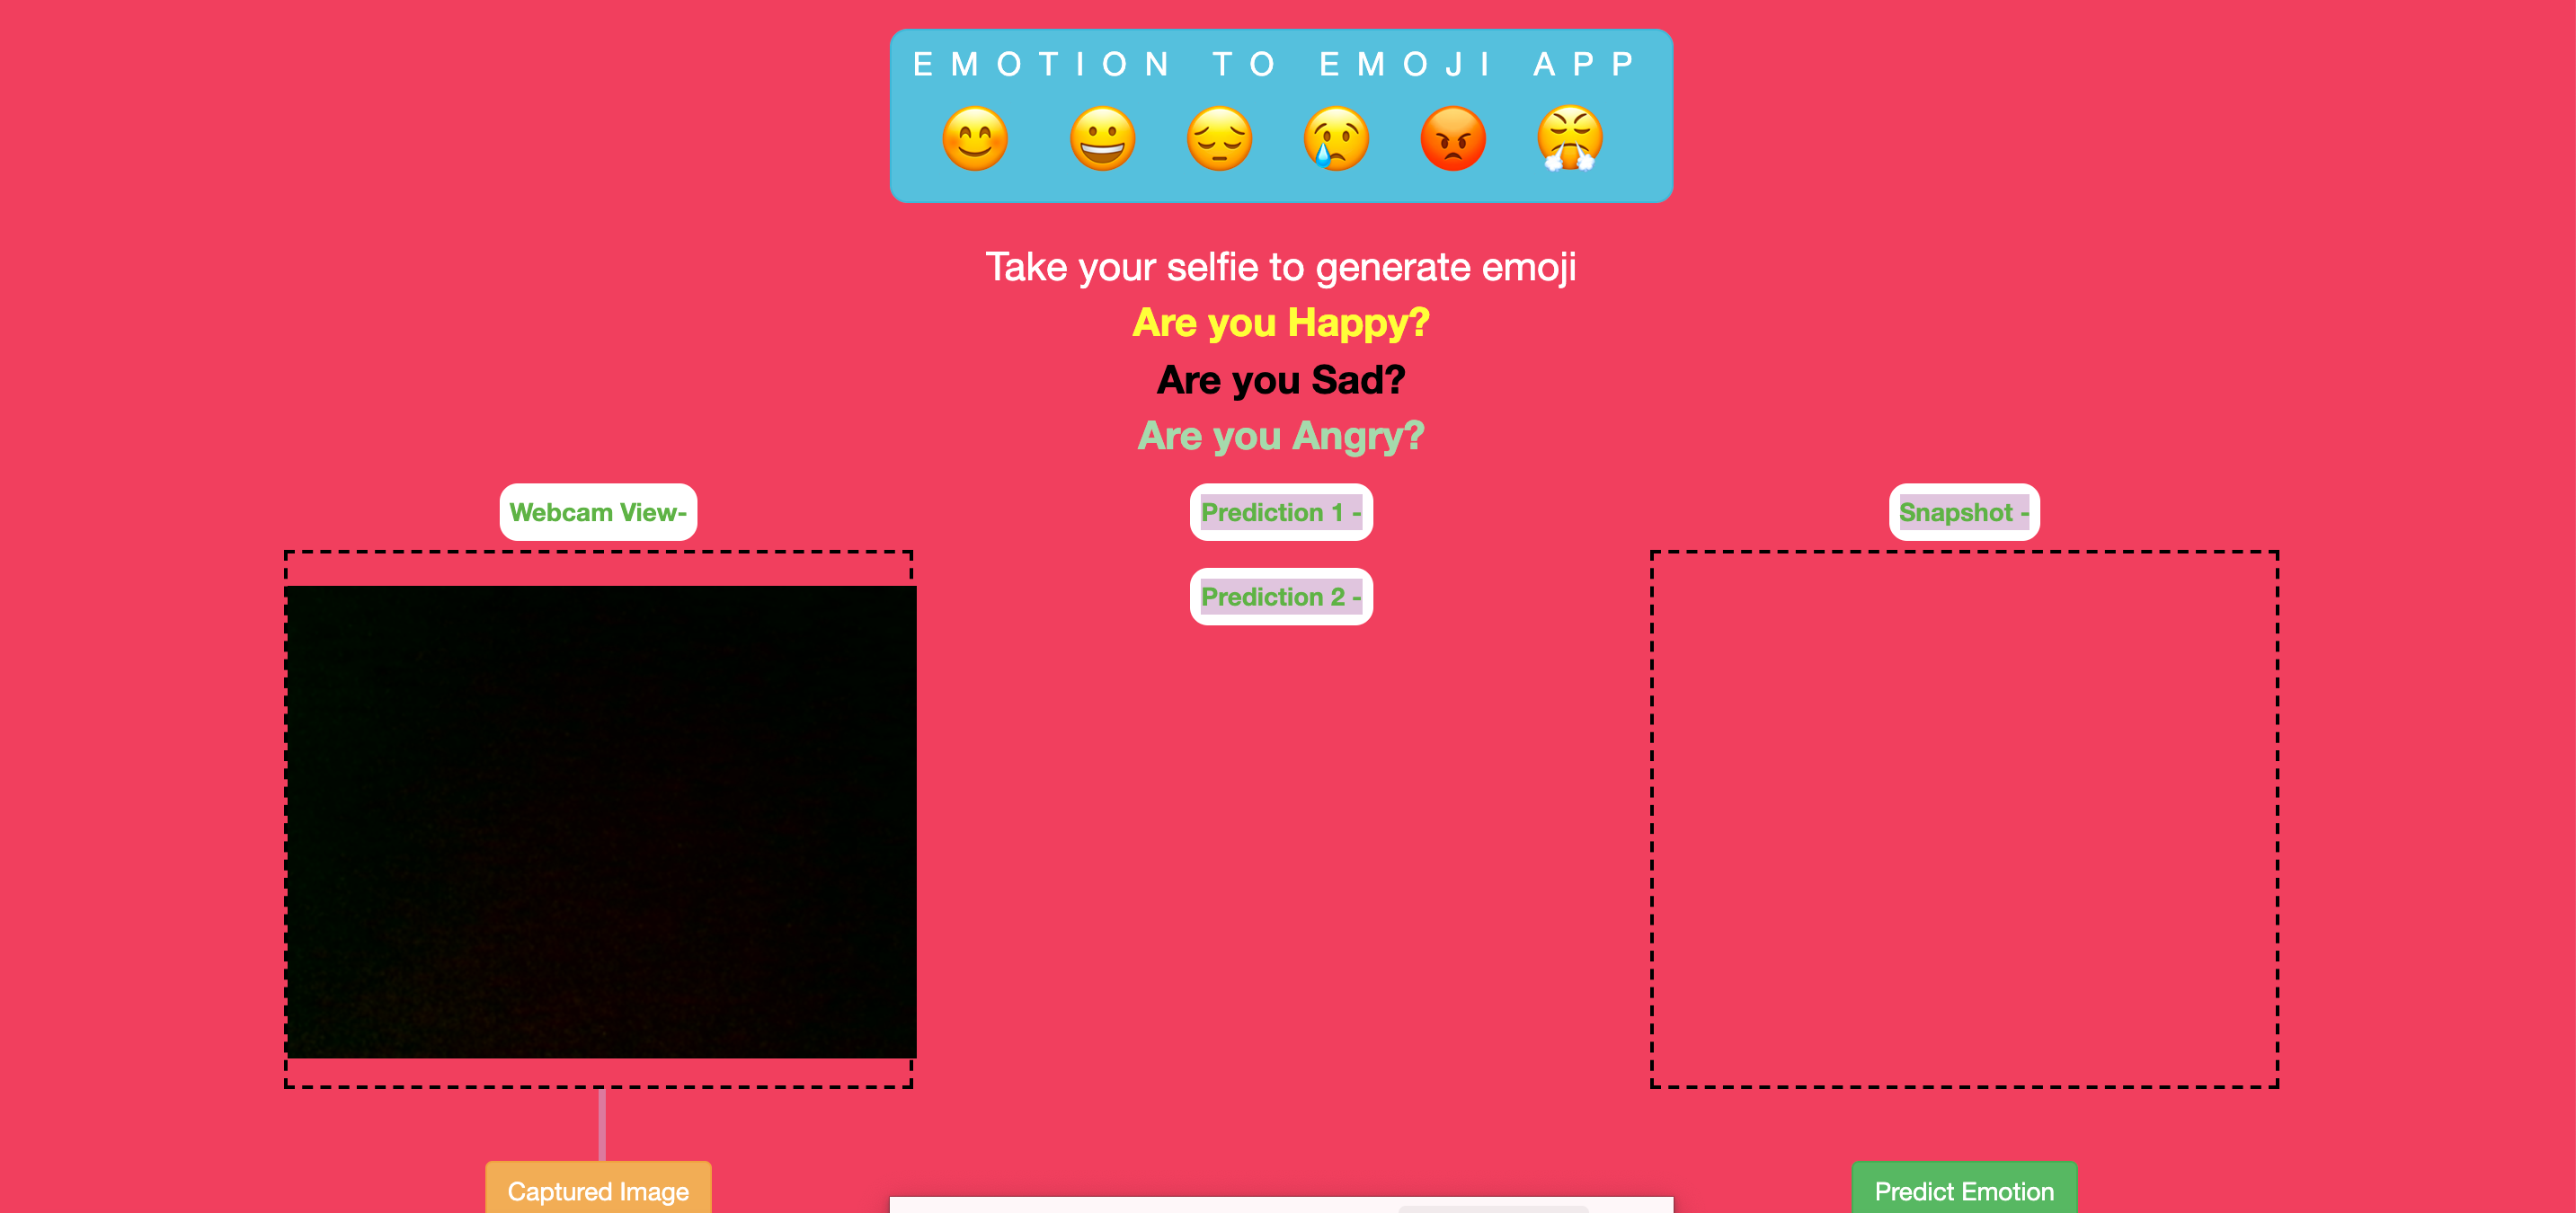 EMOTION TO EMOJI APP
Take your selfie to generate emoji
Are you Happy?
Are you Sad?
Are you Angry?
Webcam View-
Prediction 1 -
Snapshot -
Prediction 2 -
Captured Image
Predict Emotion